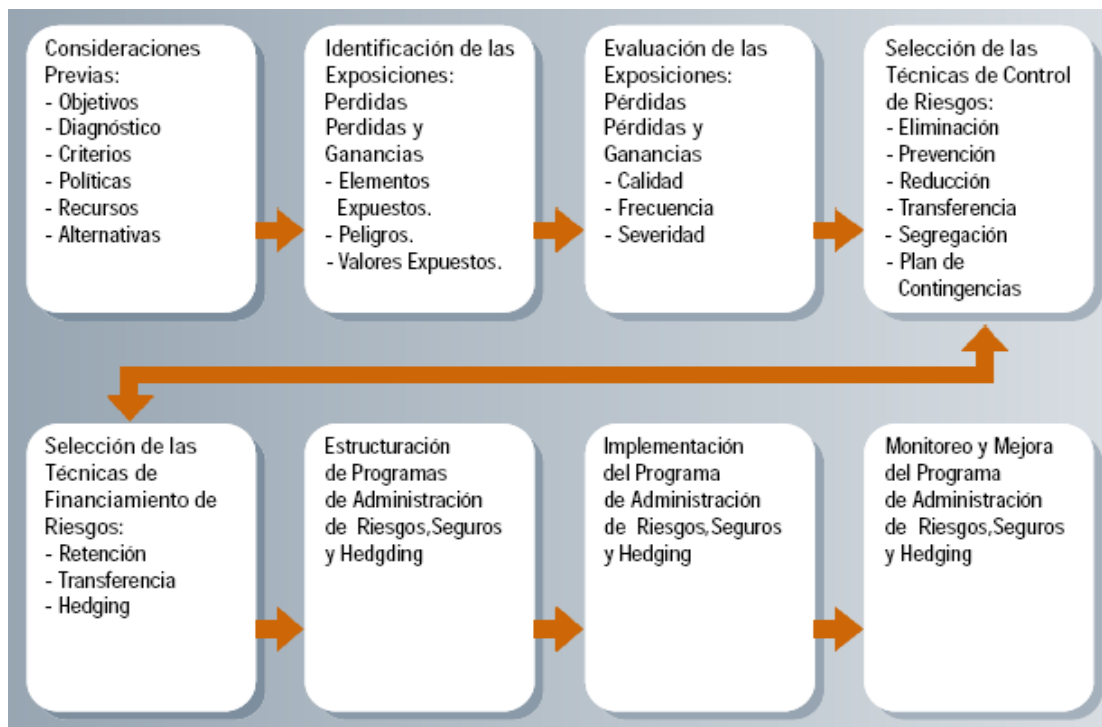 Consideraciones
Previas:
- Objetivos
- Diagnóstico
- Criterios
- Políticas
- Recursos
- Alternativas
Identificación de las
Exposiciones:
Perdidas
Perdidas y
Ganancias
- Elementos
Expuestos.
- Peligros.
- Valores Expuestos.
Evaluación de las
Exposiciones:
Pérdidas
Pérdidas y
Ganancias
- Calidad
- Frecuencia
- Severidad
Selección de las
Técnicas de Control
de Riesgos:
- Eliminación
- Prevención
- Reducción
- Transferencia
- Segregación
- Plan de
Contingencias
Selección de las
Técnicas de
Financiamiento de
Riesgos:
- Retención
- Transferencia
- Hedging
Estructuración
de Programas
de Administración
de Riesgos,Seguros
y Hedgding
Implementación
del Programa
de Administración
de Riesgos,Seguros
y Hedging
Monitoreo y Mejora
del Programa
de Administración
de Riesgos,Seguros
y Hedging